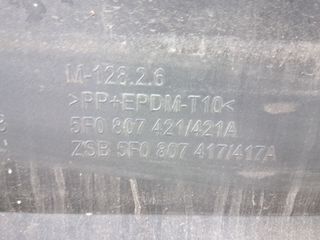 M-128.2.6
>PP+EPDM-T10<
5F0 807 421/421A
ZSB 5F0 807 417/417A